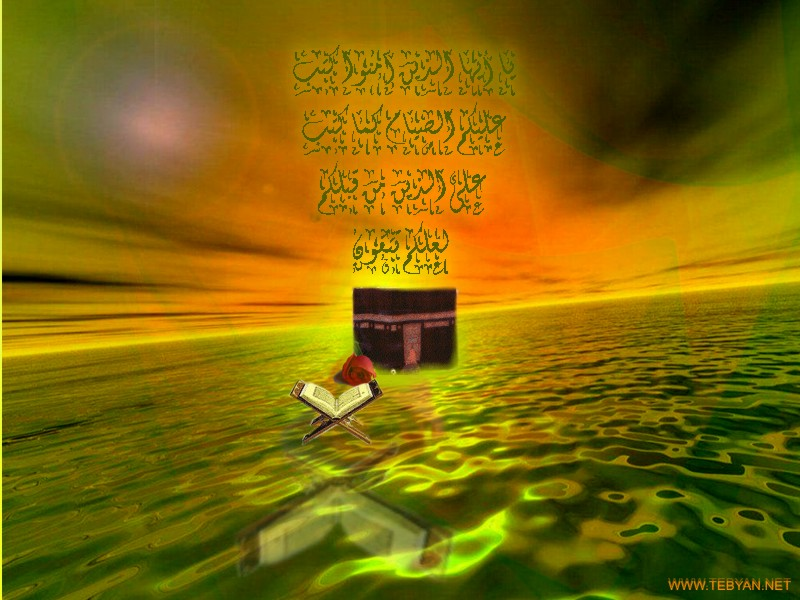 يا أيها الذين آمنوا كتب
عليكم الصيام كما كتب
على الذين من قبلكم
لعلكم تتقون
WWW.TEBYAN.NET